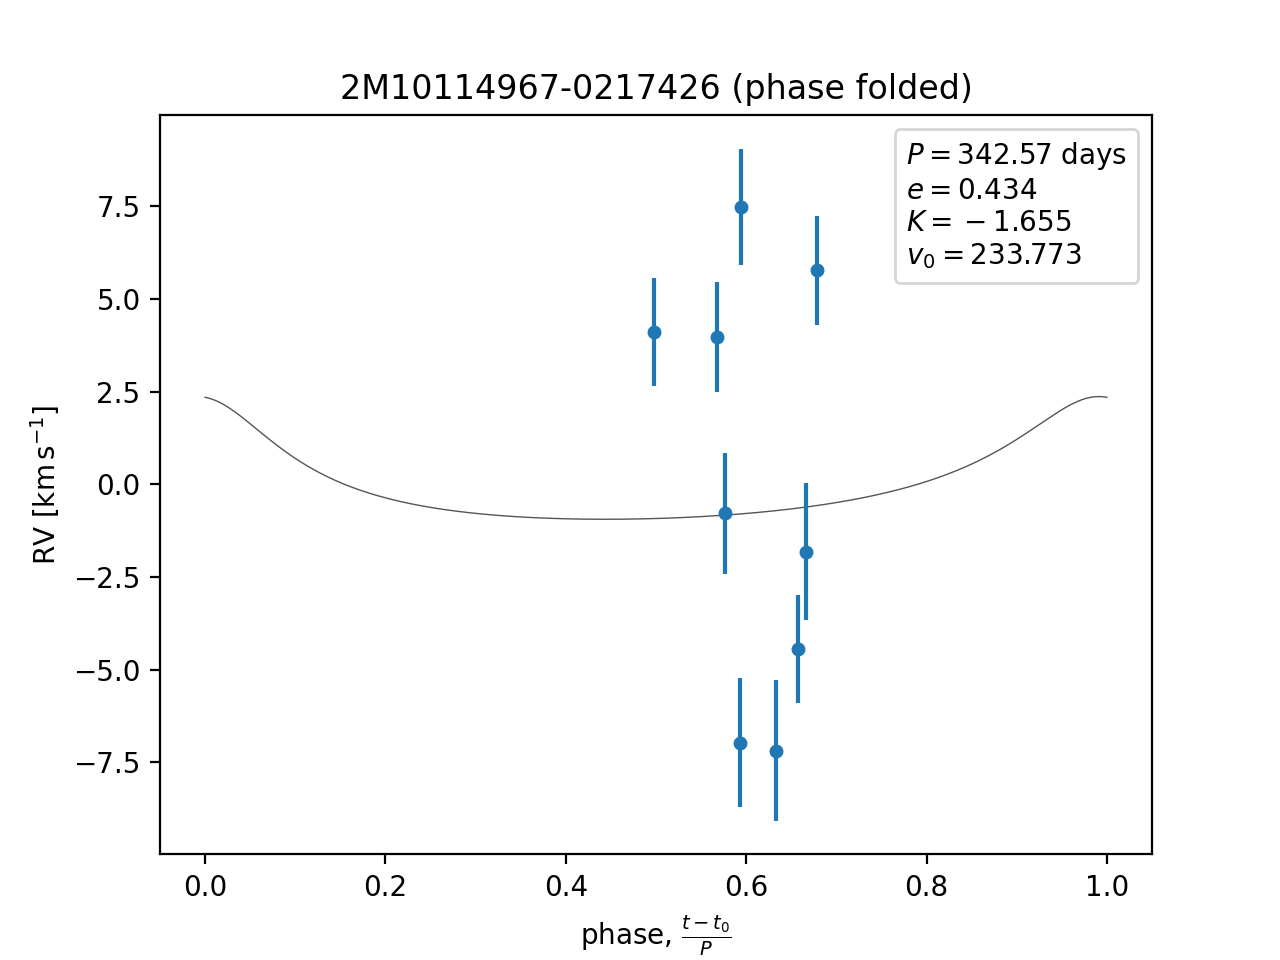 2M10114967-0217426 (phase folded)
P = 342.57 days
e = 0.434
K = −1.655
v₀ = 233.773
7.5
5.0
2.5
0.0
−2.5
−5.0
−7.5
RV [km s⁻¹]
0.0 0.2 0.4 0.6 0.8 1.0
phase, (t − t₀)/P